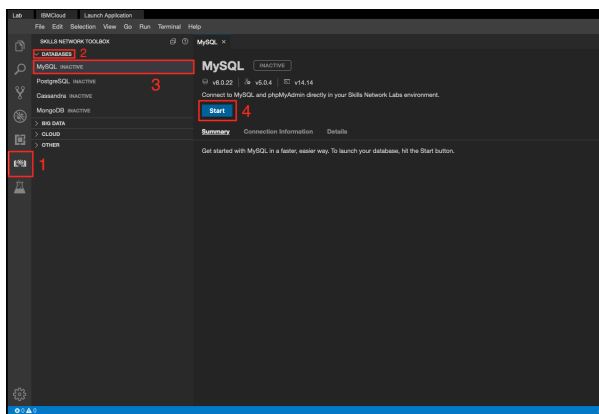 Lab IBMCloud Launch Application
File Edit Selection View Go Run Terminal Help
SKILLS NETWORK TOOLBOX
DATABASES 2
MySQL INACTIVE
3
PostgreSQL INACTIVE
Cassandra INACTIVE
MongoDB INACTIVE
BIG DATA
CLOUD
OTHER
1
MySQL ×
MySQL INACTIVE
v8.0.22 v5.0.4 v14.14
Connect to MySQL and phpMyAdmin directly in your Skills Network Labs environment.
Start 4
Summary Connection Information Details
Get started with MySQL in a faster, easier way. To launch your database, hit the Start button.
0 0